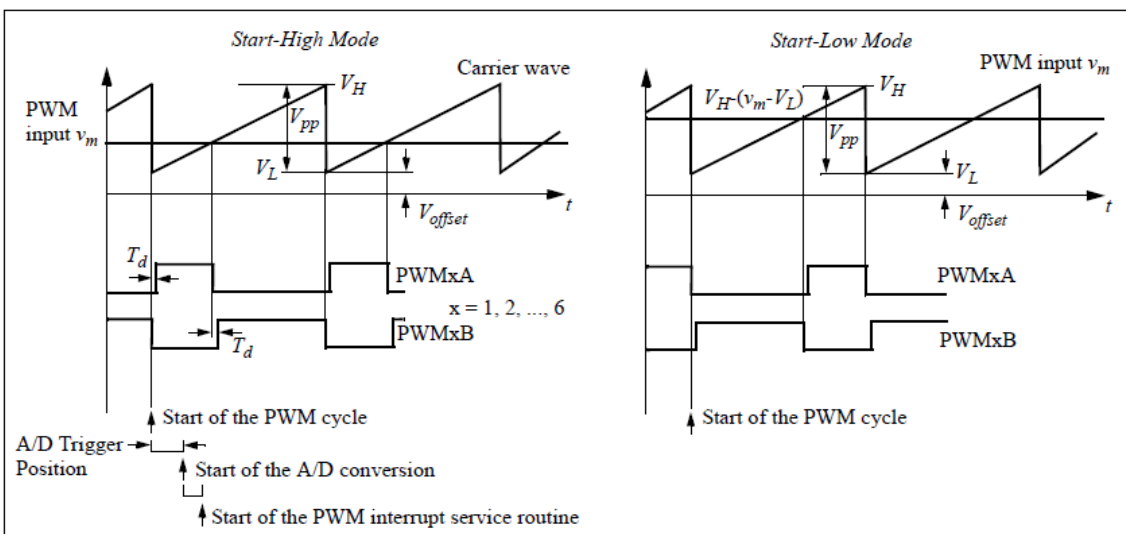 Start-High Mode
Carrier wave
V_H
PWM
input v_m
V_pp
V_L
V_offset
t
T_d
PWMxA
x = 1, 2, ..., 6
PWMxB
T_d
Start of the PWM cycle
A/D Trigger
Position
Start of the A/D conversion
Start of the PWM interrupt service routine
Start-Low Mode
PWM input v_m
V_H-(v_m-V_L)
V_H
V_pp
V_L
V_offset
t
PWMxA
PWMxB
Start of the PWM cycle